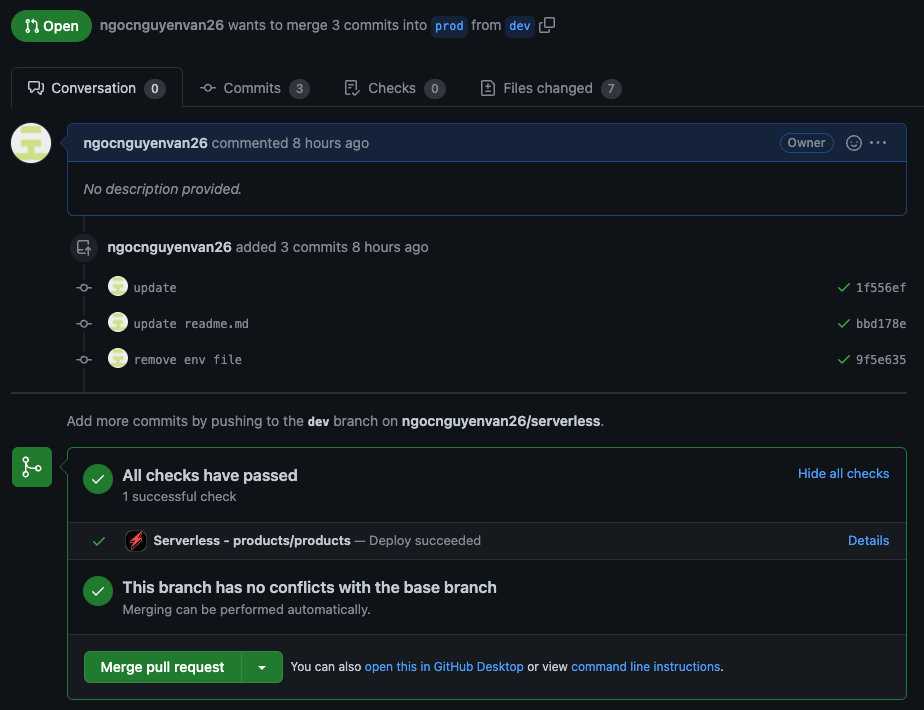 Open ngocnguyenvan26 wants to merge 3 commits into prod from dev
Conversation 0 Commits 3 Checks 0 Files changed 7
ngocnguyenvan26 commented 8 hours ago Owner ...
No description provided.
ngocnguyenvan26 added 3 commits 8 hours ago
update 1f556ef
update readme.md bbd178e
remove env file 9f5e635
Add more commits by pushing to the dev branch on ngocnguyenvan26/serverless.
All checks have passed Hide all checks
1 successful check
Serverless - products/products — Deploy succeeded Details
This branch has no conflicts with the base branch
Merging can be performed automatically.
Merge pull request You can also open this in GitHub Desktop or view command line instructions.